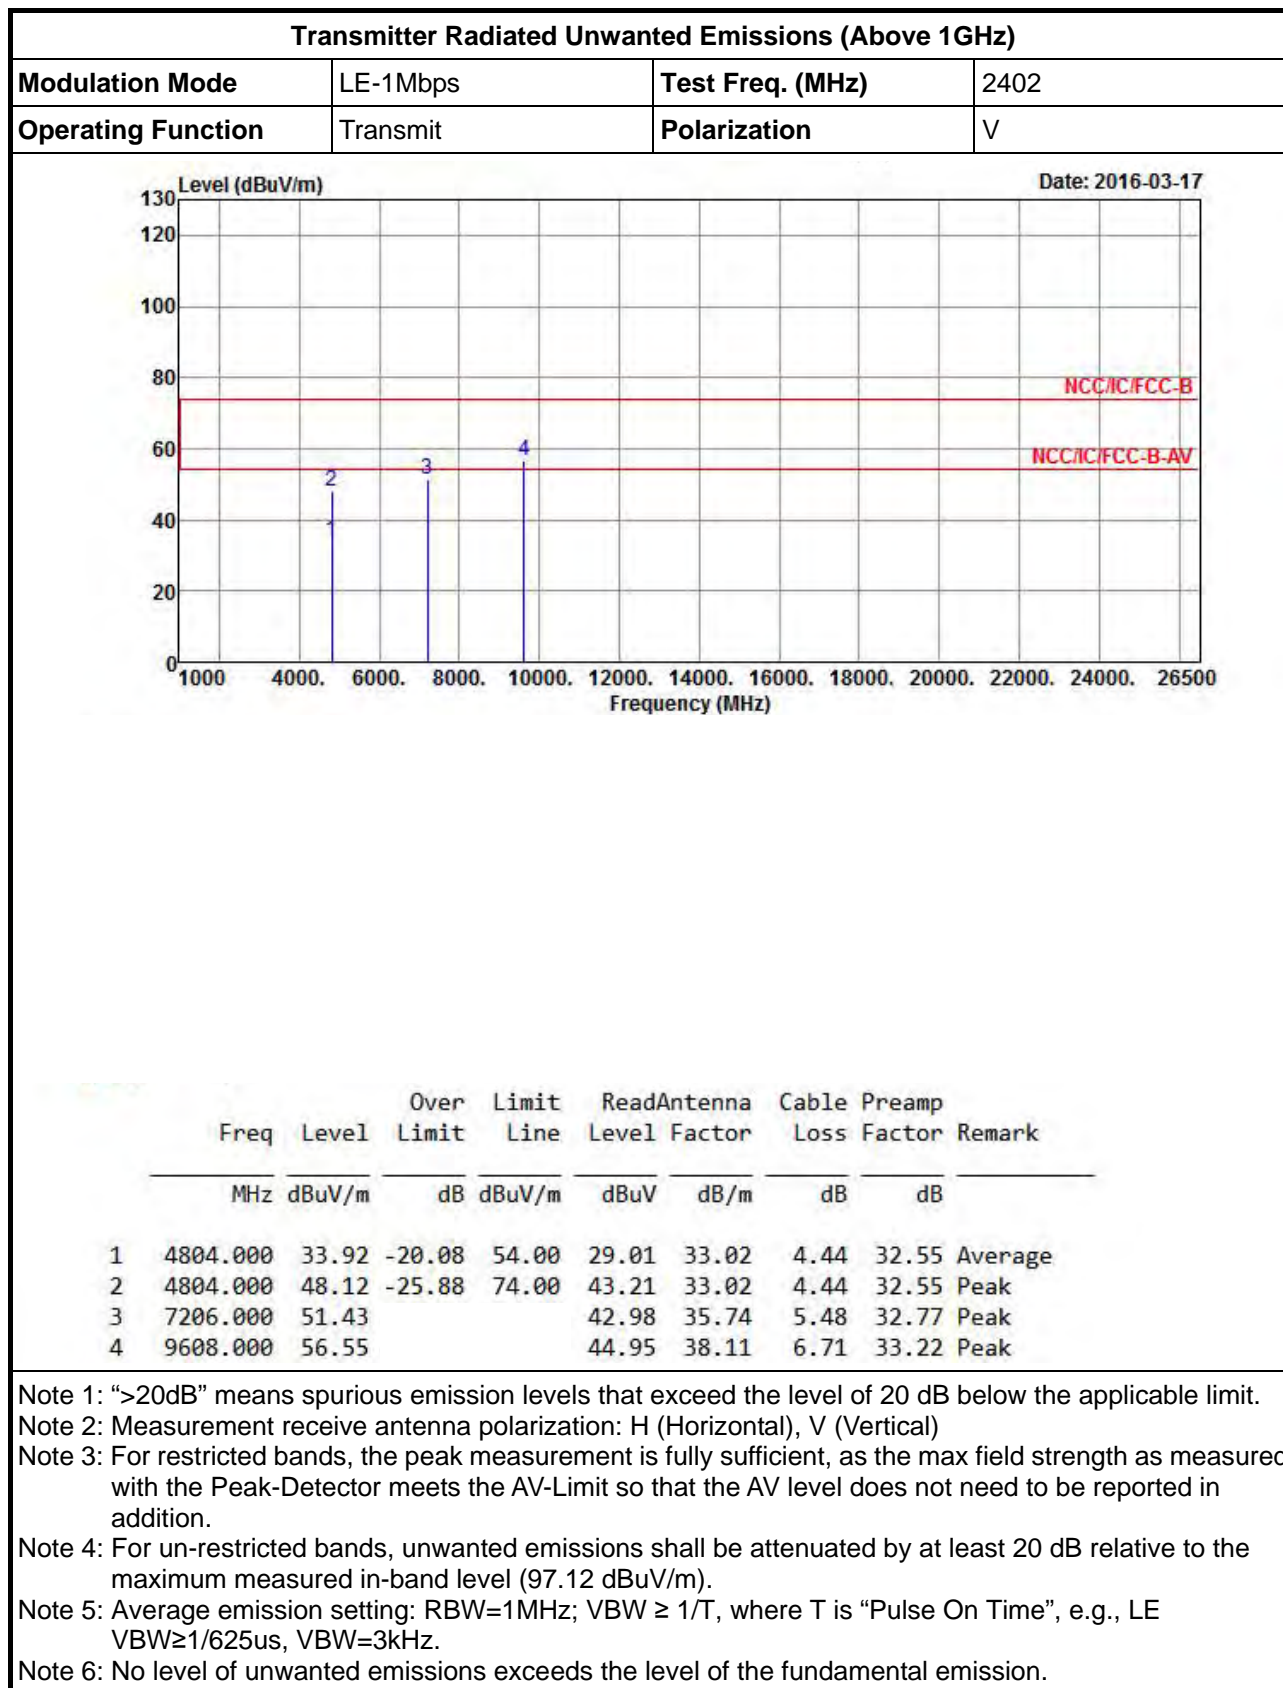 Transmitter Radiated Unwanted Emissions (Above 1GHz)
Modulation Mode LE-1Mbps Test Freq. (MHz) 2402
Operating Function Transmit Polarization V
Level (dBuV/m) Date: 2016-03-17
130
120
100
80
NCC/IC/FCC-B
60
4
NCC/IC/FCC-B-AV
3
2
40
1
20
0
1000 4000. 6000. 8000. 10000. 12000. 14000. 16000. 18000. 20000. 22000. 24000. 26500
Frequency (MHz)
Over Limit ReadAntenna Cable Preamp
Freq Level Limit Line Level Factor Loss Factor Remark
MHz dBuV/m dB dBuV/m dBuV dB/m dB dB
1 4804.000 33.92 -20.08 54.00 29.01 33.02 4.44 32.55 Average
2 4804.000 48.12 -25.88 74.00 43.21 33.02 4.44 32.55 Peak
3 7206.000 51.43 42.98 35.74 5.48 32.77 Peak
4 9608.000 56.55 44.95 38.11 6.71 33.22 Peak
Note 1: “>20dB” means spurious emission levels that exceed the level of 20 dB below the applicable limit.
Note 2: Measurement receive antenna polarization: H (Horizontal), V (Vertical)
Note 3: For restricted bands, the peak measurement is fully sufficient, as the max field strength as measured
with the Peak-Detector meets the AV-Limit so that the AV level does not need to be reported in
addition.
Note 4: For un-restricted bands, unwanted emissions shall be attenuated by at least 20 dB relative to the
maximum measured in-band level (97.12 dBuV/m).
Note 5: Average emission setting: RBW=1MHz; VBW ≥ 1/T, where T is “Pulse On Time”, e.g., LE
VBW≥1/625us, VBW=3kHz.
Note 6: No level of unwanted emissions exceeds the level of the fundamental emission.